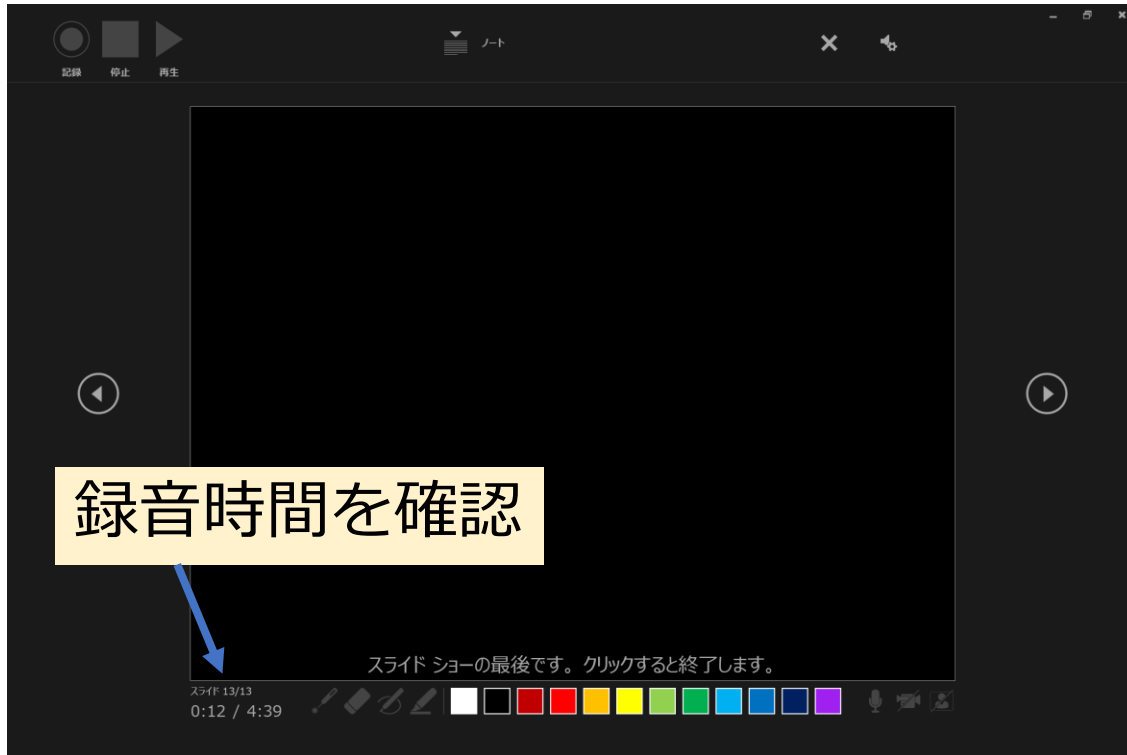 記録 停止 再生
ノート
録音時間を確認
スライド ショーの最後です。クリックすると終了します。
スライド 13/13
0:12 / 4:39